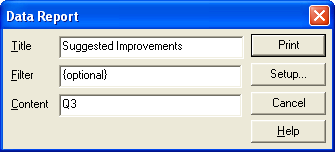 Data Report
Title Suggested Improvements Print
Filter {optional} Setup...
Content Q3 Cancel
Help